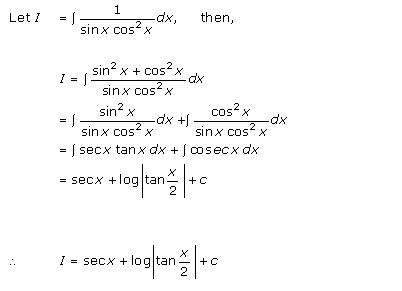 Let I = ∫ 1/(sin x cos² x) dx, then,
I = ∫ (sin² x + cos² x)/(sin x cos² x) dx
= ∫ sin² x/(sin x cos² x) dx + ∫ cos² x/(sin x cos² x) dx
= ∫ sec x tan x dx + ∫ cosec x dx
= sec x + log|tan x/2| + c
∴ I = sec x + log|tan x/2| + c